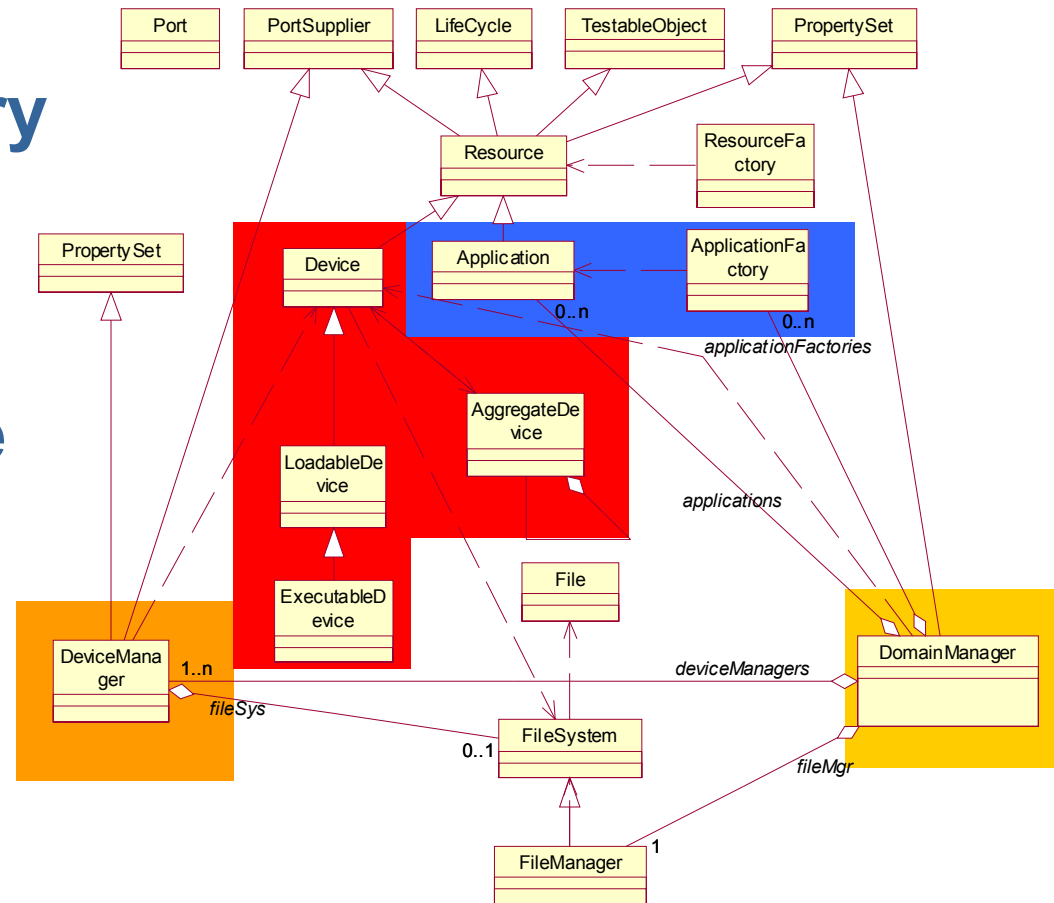 Port
PortSupplier
LifeCycle
TestableObject
PropertySet
ry
Resource
ResourceFa
ctory
PropertySet
Device
Application
ApplicationFa
ctory
0..n
0..n
applicationFactories
AggregateDe
vice
e
LoadableDe
vice
applications
File
ExecutableD
evice
DeviceMana
ger
1..n
deviceManagers
DomainManager
fileSys
FileSystem
0..1
fileMgr
1
FileManager